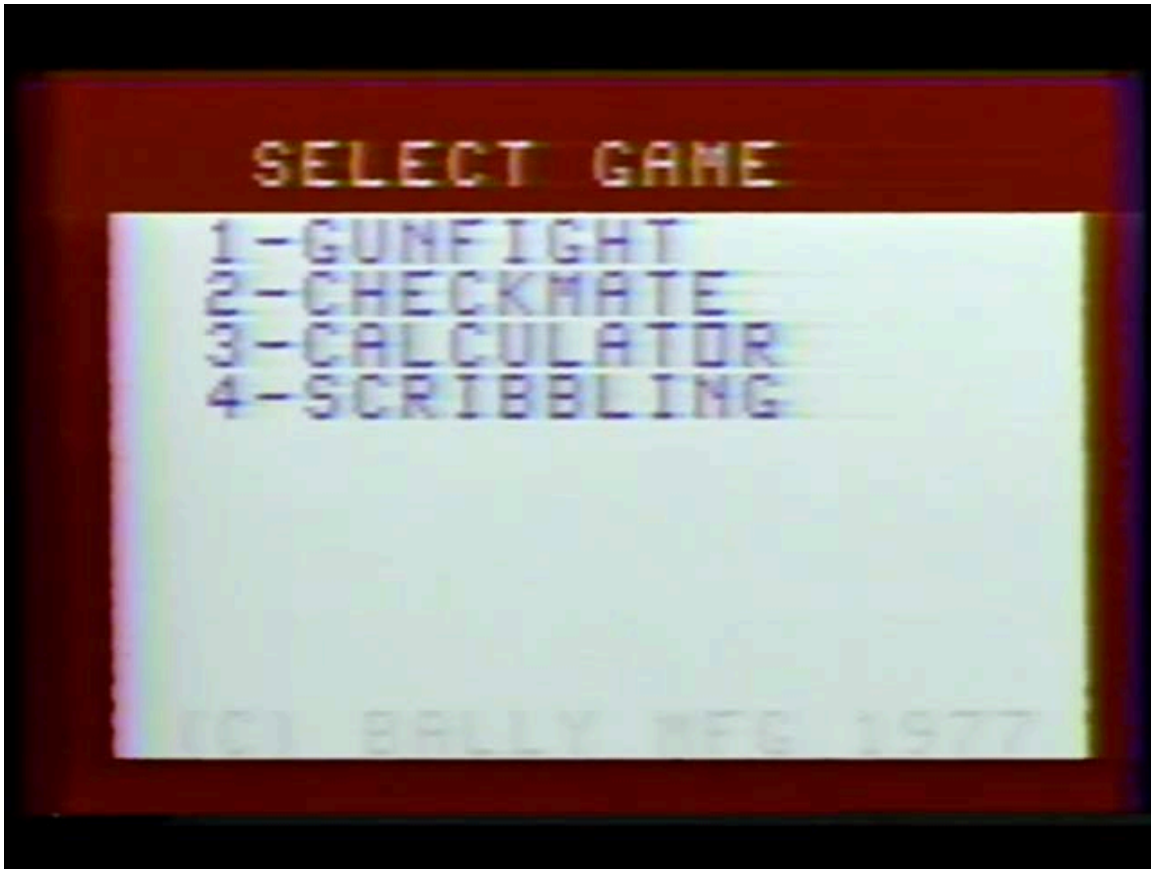 SELECT GAME
1-GUNFIGHT
2-CHECKMATE
3-CALCULATOR
4-SCRIBBLING
(C) BALLY MFG 1977